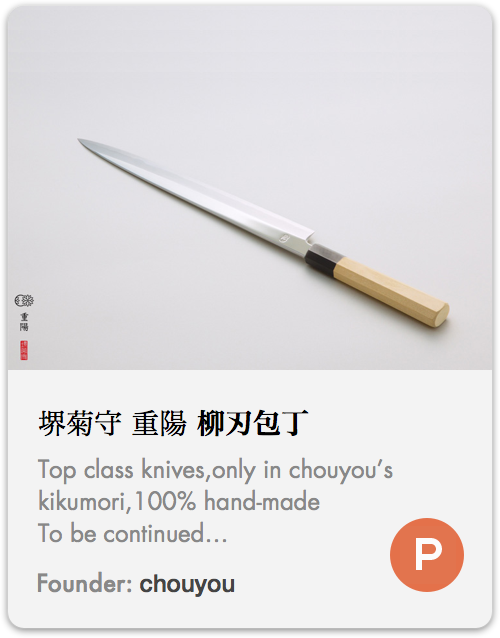 重陽
堺菊守 重陽 柳刃包丁
Top class knives,only in chouyou’s
kikumori,100% hand-made
To be continued...
Founder: chouyou
P